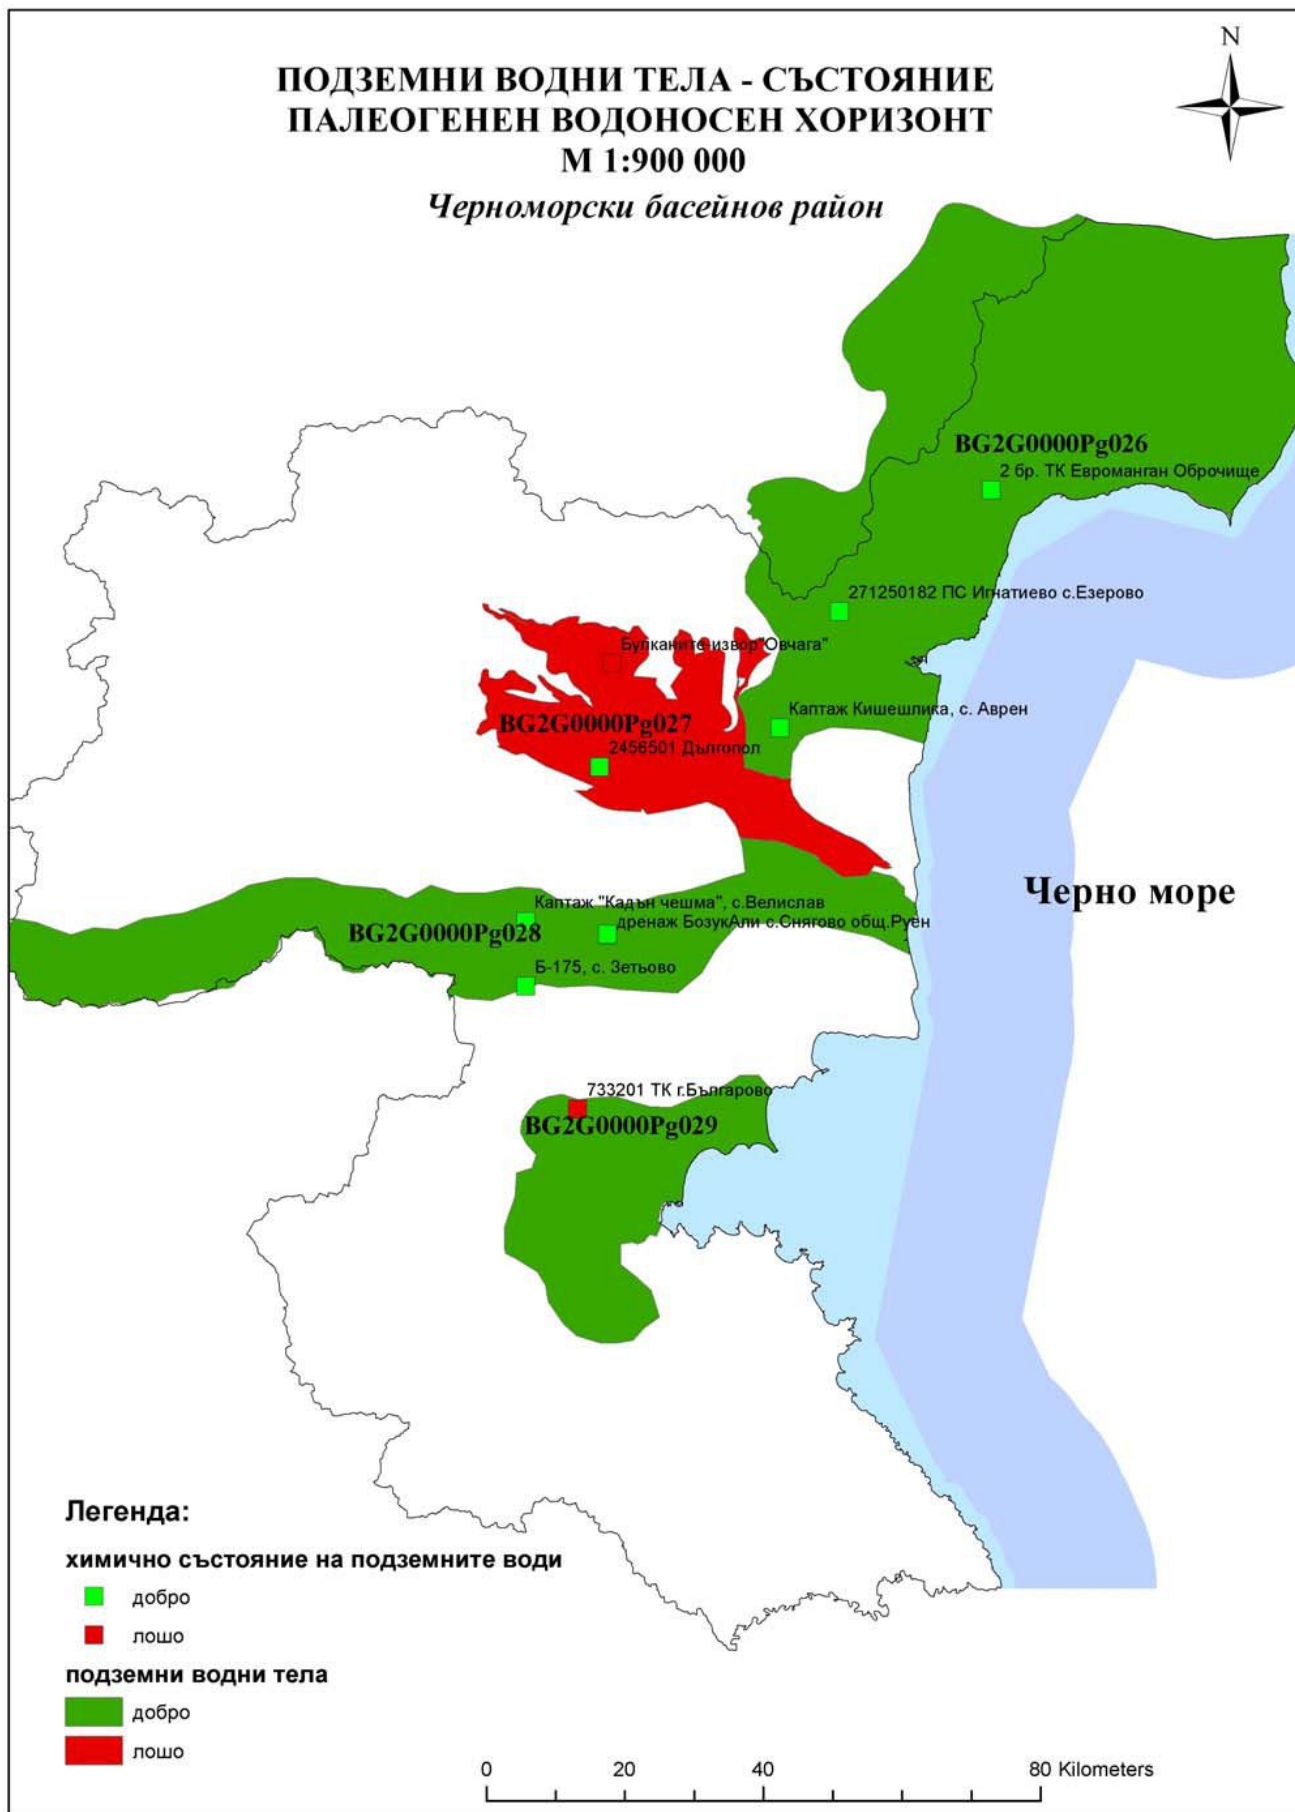 N
ПОДЗЕМНИ ВОДНИ ТЕЛА - СЪСТОЯНИЕ
ПАЛЕОГЕНЕН ВОДОНОСЕН ХОРИЗОНТ
М 1:900 000
Черноморски басейнов район
BG2G0000Pg026
2 бр. ТК Евроманган Оброчище
271250182 ПС Игнатиево с.Езерово
Булканите-извор"Овчага"
Каптаж Кишешлика, с. Аврен
BG2G0000Pg027
2456501 Дългопол
Черно море
Каптаж "Кадън чешма", с.Велислав
дренаж БозукАли с.Снягово общ.Руен
BG2G0000Pg028
Б-175, с. Зетьово
733201 ТК г.Българово
BG2G0000Pg029
Легенда:
химично състояние на подземните води
добро
лошо
подземни водни тела
добро
лошо
0 20 40 80 Kilometers